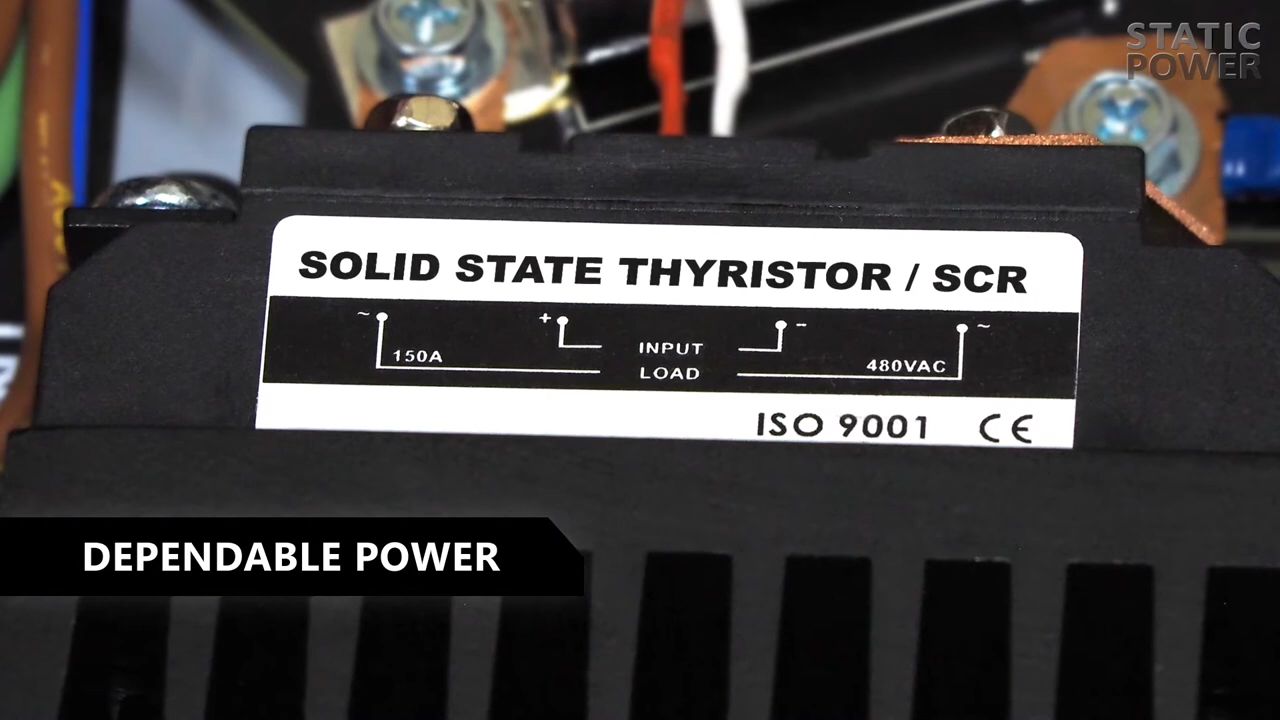 STATIC
POWER
SOLID STATE THYRISTOR / SCR
~ + - ~
150A INPUT 480VAC
LOAD
ISO 9001 CE
DEPENDABLE POWER